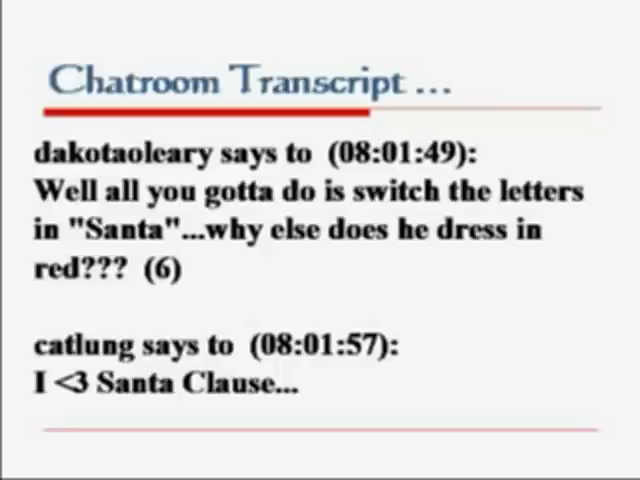 Chatroom Transcript ...
dakotaoleary says to  (08:01:49):
Well all you gotta do is switch the letters
in "Santa"...why else does he dress in
red???  (6)
catlung says to  (08:01:57):
I <3 Santa Clause...